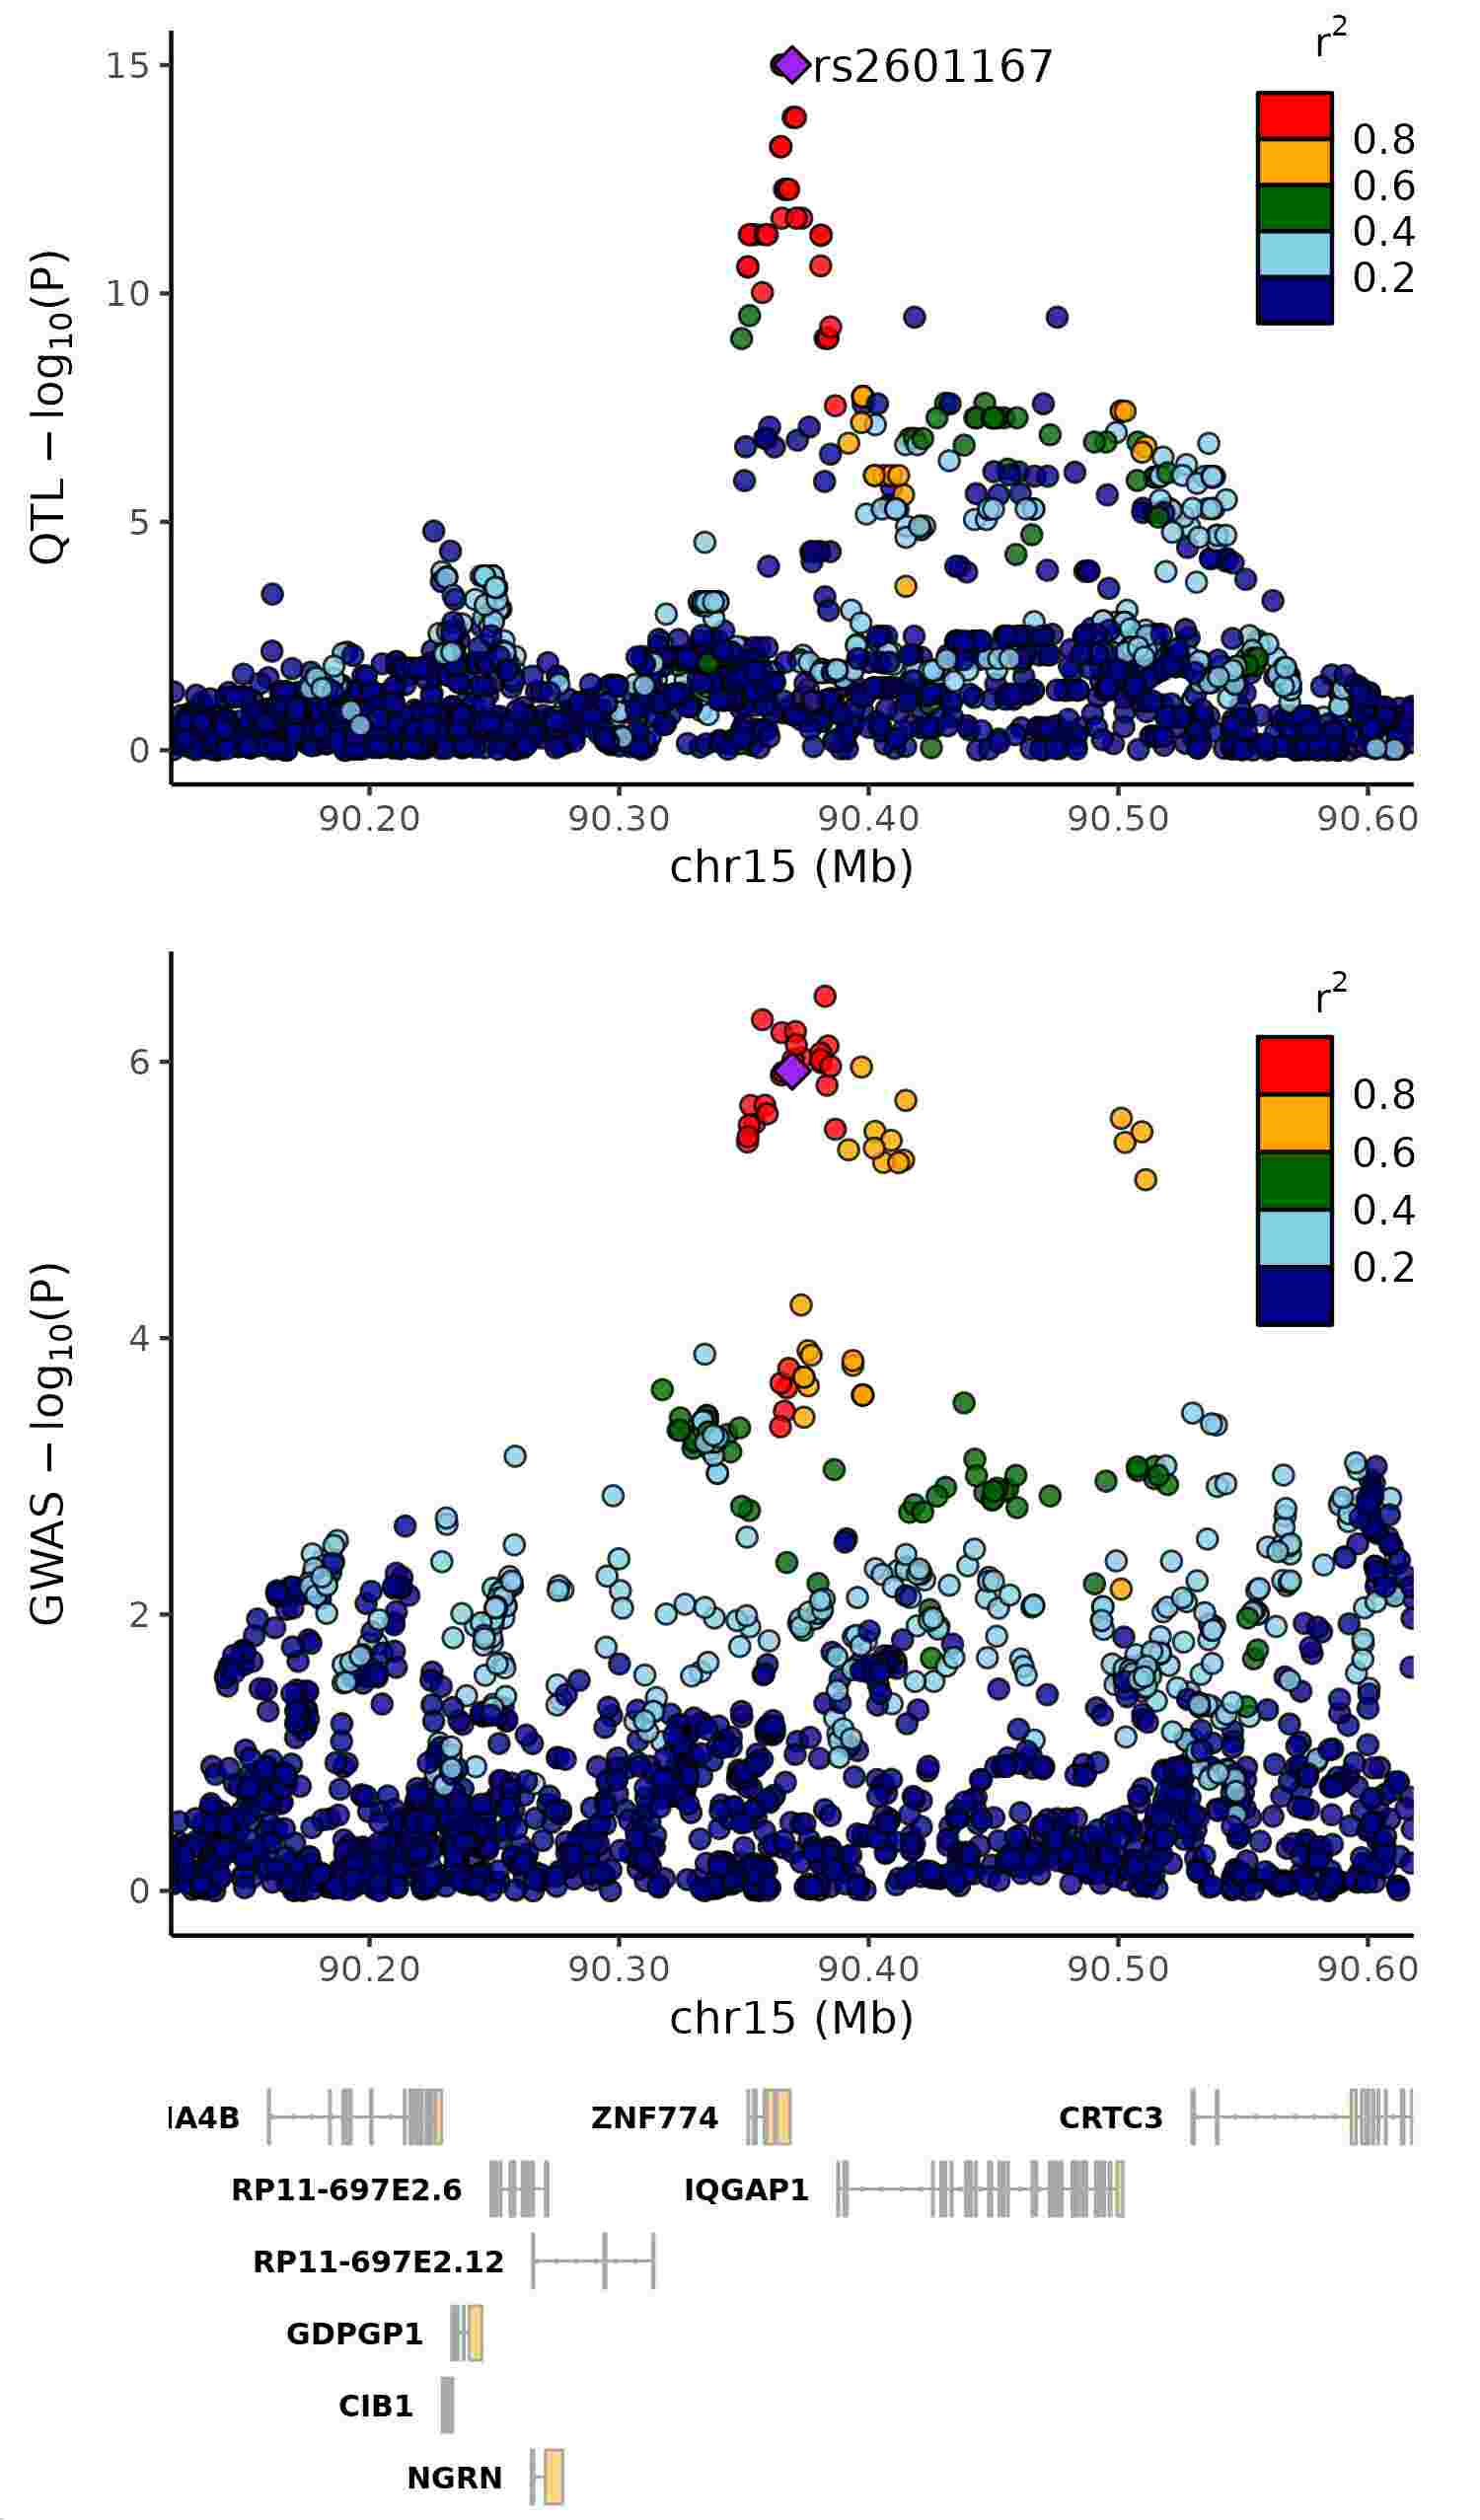 rs2601167
r²
0.8
0.6
0.4
0.2
15
10
5
0
QTL −log₁₀(P)
90.20 90.30 90.40 90.50 90.60
chr15 (Mb)
r²
0.8
0.6
0.4
0.2
6
4
2
0
GWAS −log₁₀(P)
90.20 90.30 90.40 90.50 90.60
chr15 (Mb)
IA4B ZNF774 CRTC3
RP11-697E2.6 IQGAP1
RP11-697E2.12
GDPGP1
CIB1
NGRN